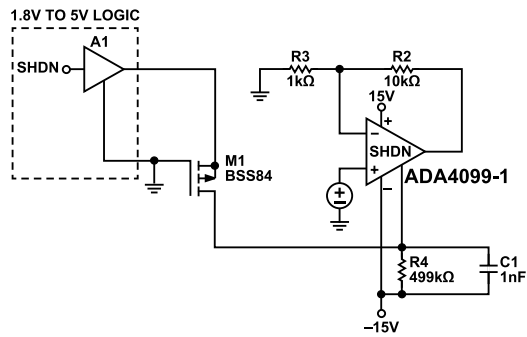 1.8V TO 5V LOGIC
A1
SHDN
R3
1kΩ
R2
10kΩ
15V
+
−
SHDN
+
−
ADA4099-1
+
−
M1
BSS84
R4
499kΩ
C1
1nF
–15V